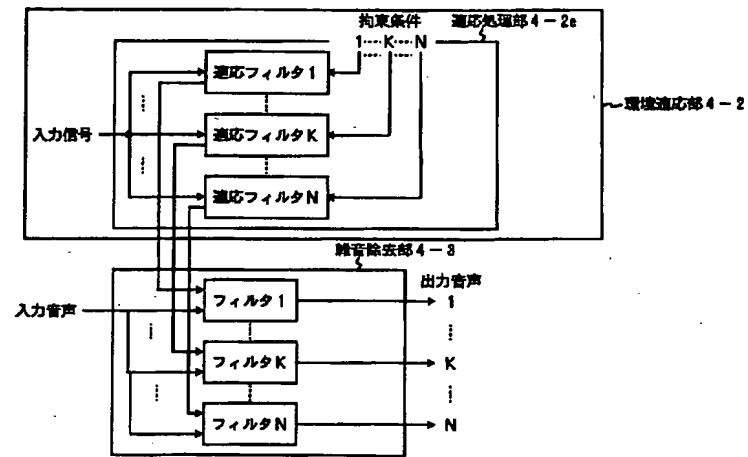 拘束条件
適応処理部4-2e
1 K N
適応フィルタ1
環境適応部4-2
入力信号
適応フィルタK
適応フィルタN
雑音除去部4-3
出力音声
フィルタ1
1
入力音声
フィルタK
K
フィルタN
N